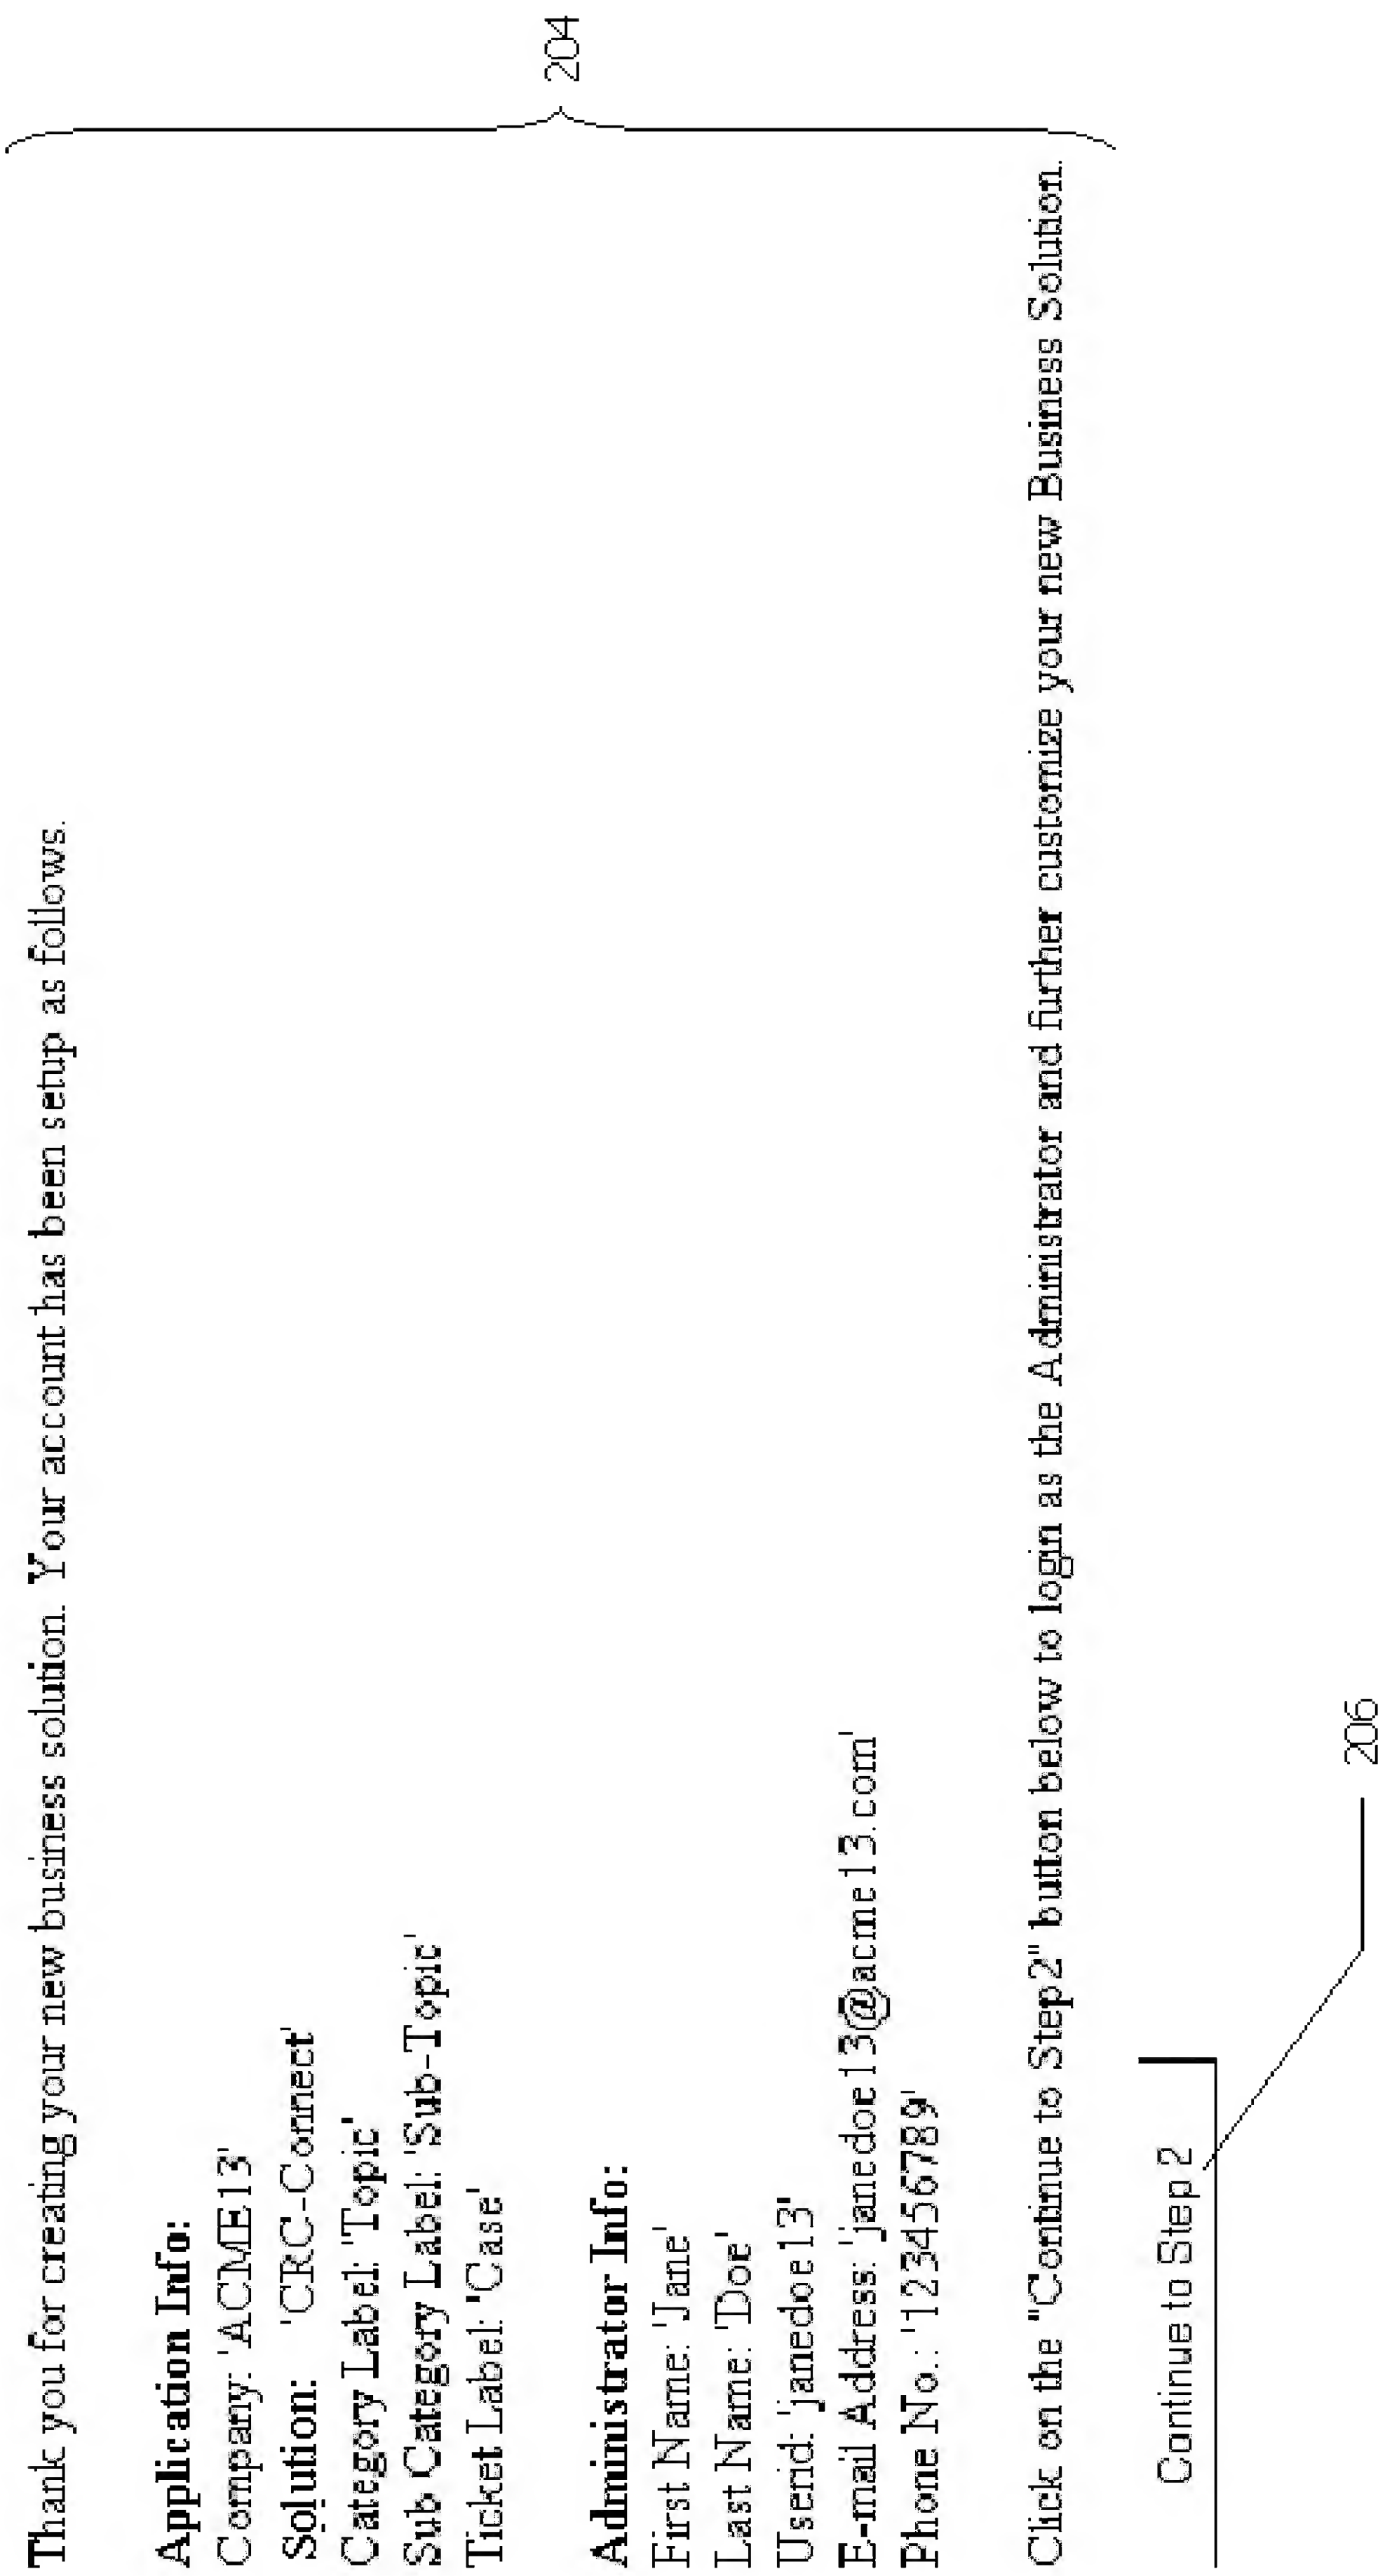 Thank you for creating your new business solution. Your account has been setup as follows.
Application Info:
Company: 'ACME13'
Solution: 'CRC-Connect'
Category Label: 'Topic'
Sub Category Label: 'Sub-Topic'
Ticket Label: 'Case'
Administrator Info:
First Name: 'Jane'
Last Name: 'Doe'
Userid: 'janedoe13'
E-mail Address: 'janedoe13@acme13.com'
Phone No.: '123456789'
Click on the "Continue to Step2" button below to login as the Administrator and further customize your new Business Solution.
204
Continue to Step 2
206